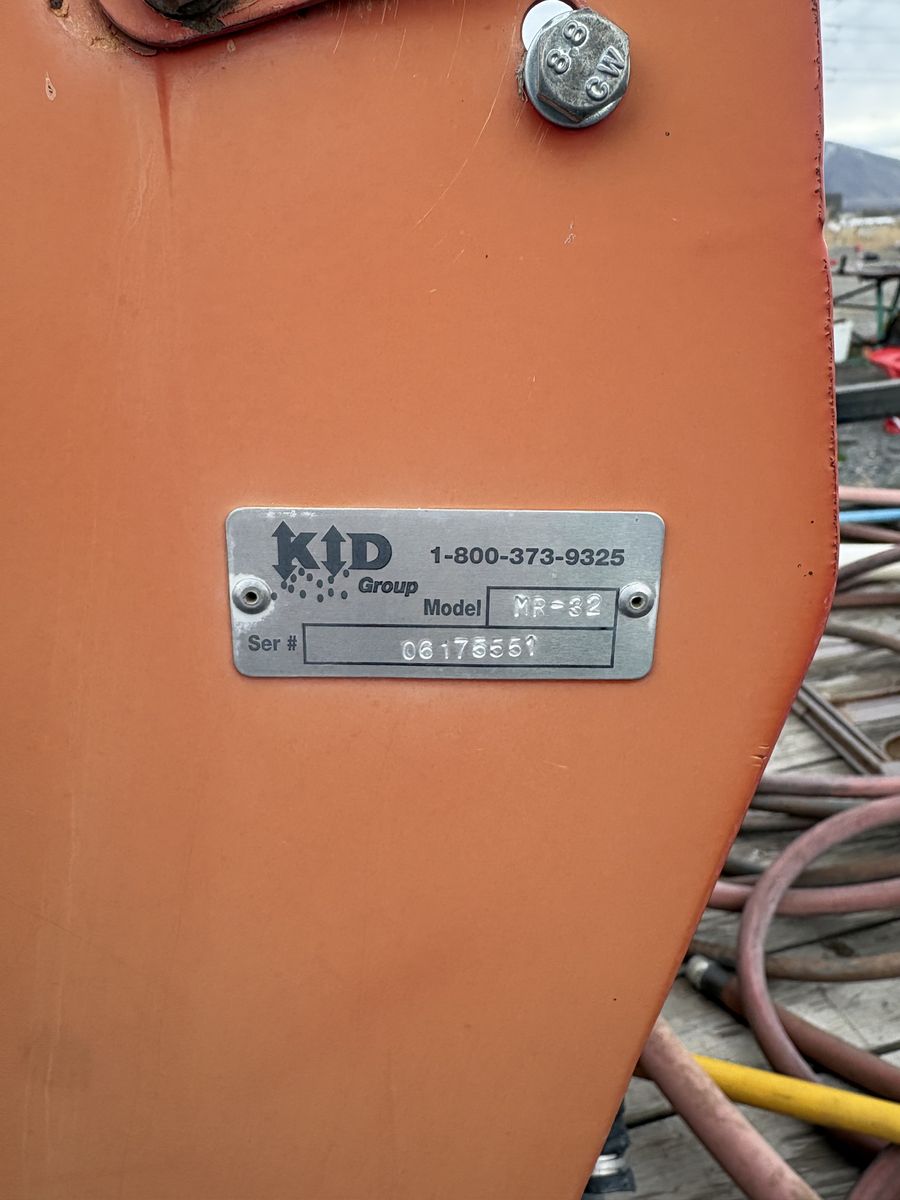 8 8
CW
KID Group 1-800-373-9325
Model MR-32
Ser # 06175551